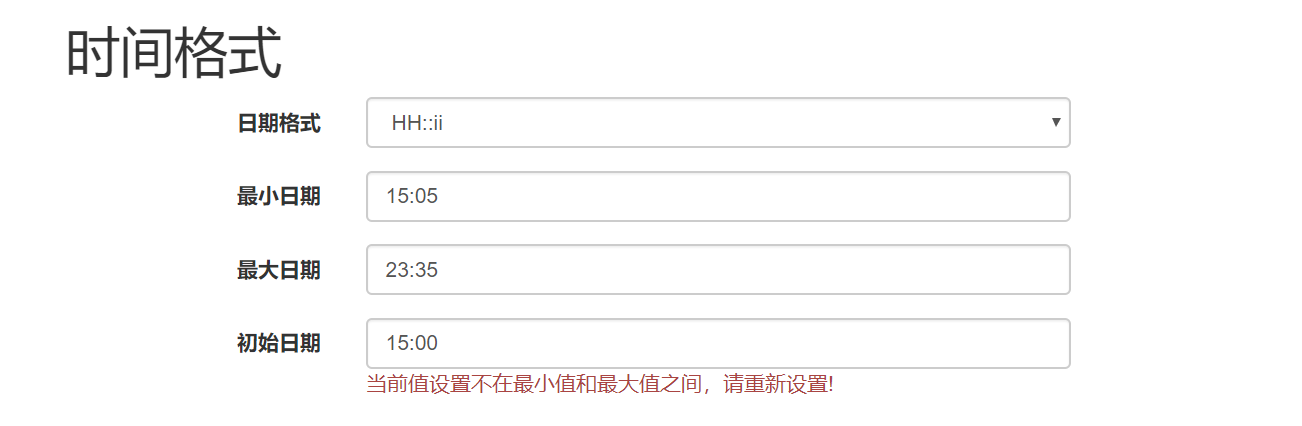 时间格式
日期格式 HH::ii
最小日期 15:05
最大日期 23:35
初始日期 15:00
当前值设置不在最小值和最大值之间，请重新设置!